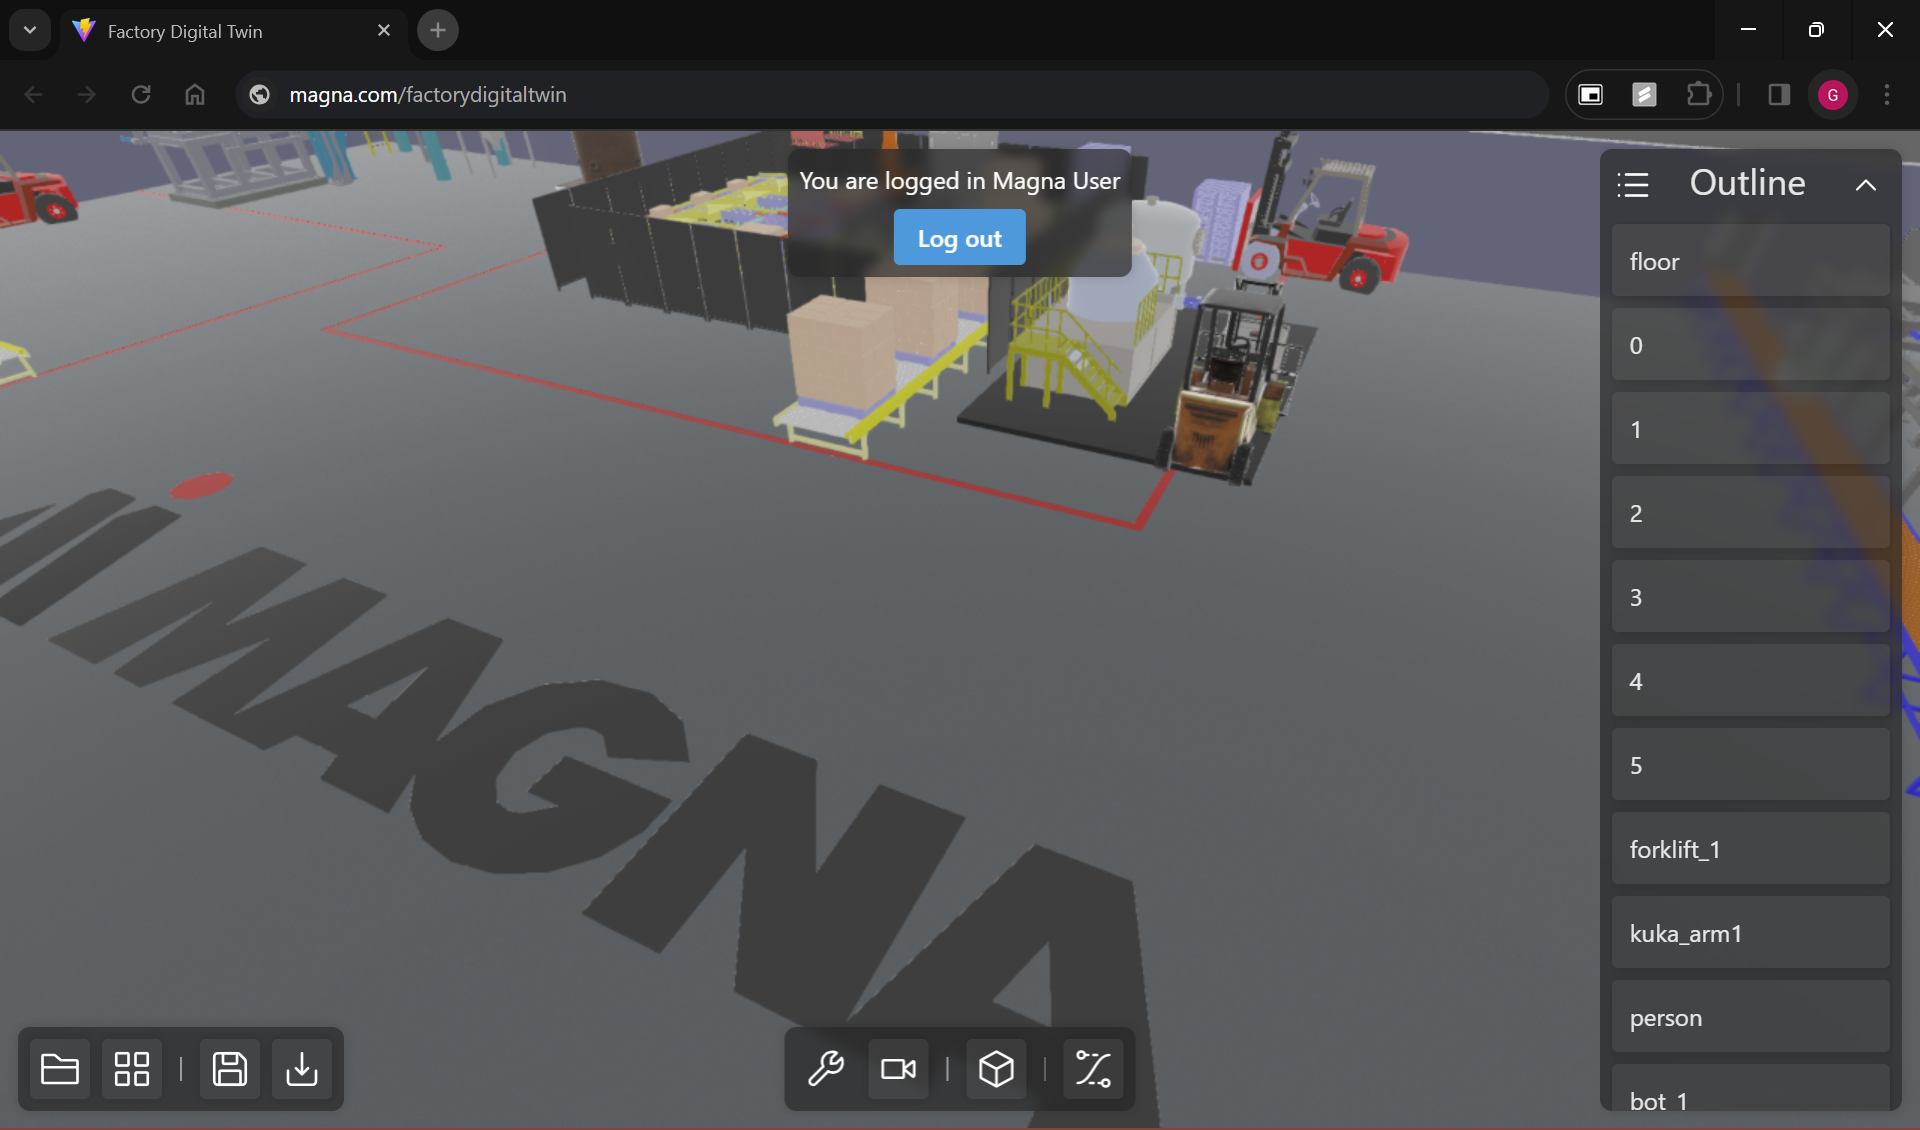 Factory Digital Twin
magna.com/factorydigitaltwin
G
You are logged in Magna User
Log out
Outline
floor
0
1
2
3
4
5
forklift_1
kuka_arm1
person
bot_1
MAGNA